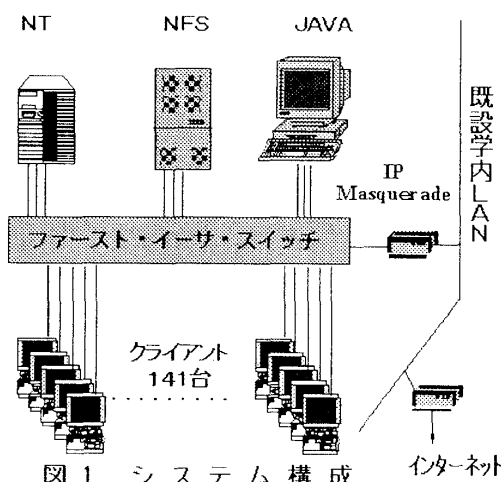 NT NFS JAVA
既設学内LAN
IP
Masquerade
ファースト・イーサ・スイッチ
クライアント
141台
インターネット
図1 システム構成